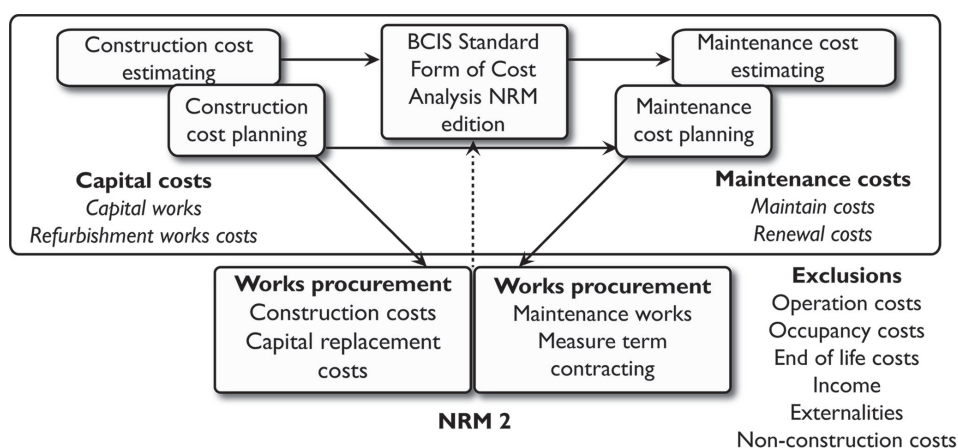 Construction cost
estimating
BCIS Standard
Form of Cost
Analysis NRM
edition
Maintenance cost
estimating
Construction
cost planning
Maintenance
cost planning
Capital costs
Capital works
Refurbishment works costs
Maintenance costs
Maintain costs
Renewal costs
Works procurement
Construction costs
Capital replacement
costs
Works procurement
Maintenance works
Measure term
contracting
Exclusions
Operation costs
Occupancy costs
End of life costs
Income
Externalities
Non-construction costs
NRM 2